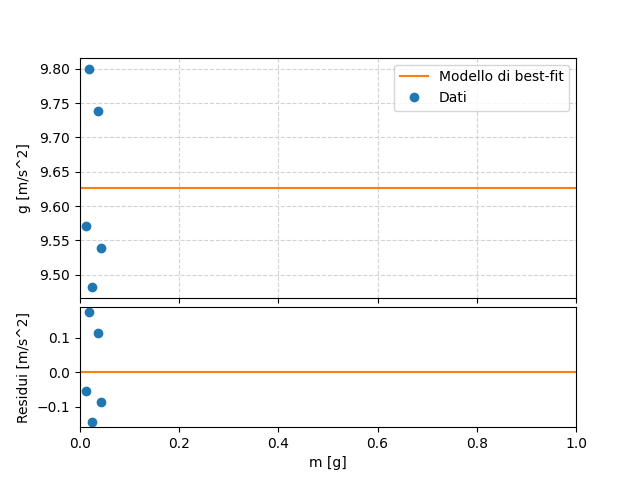 9.80
9.75
9.70
9.65
9.60
9.55
9.50
g [m/s^2]
Modello di best-fit
Dati
0.1
0.0
−0.1
Residui [m/s^2]
0.0 0.2 0.4 0.6 0.8 1.0
m [g]